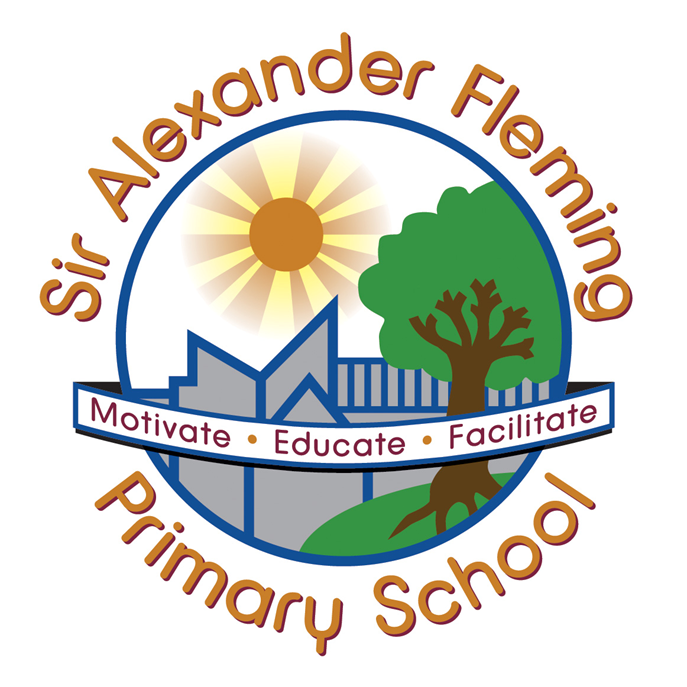 Sir Alexander Fleming
Motivate • Educate • Facilitate
Primary School